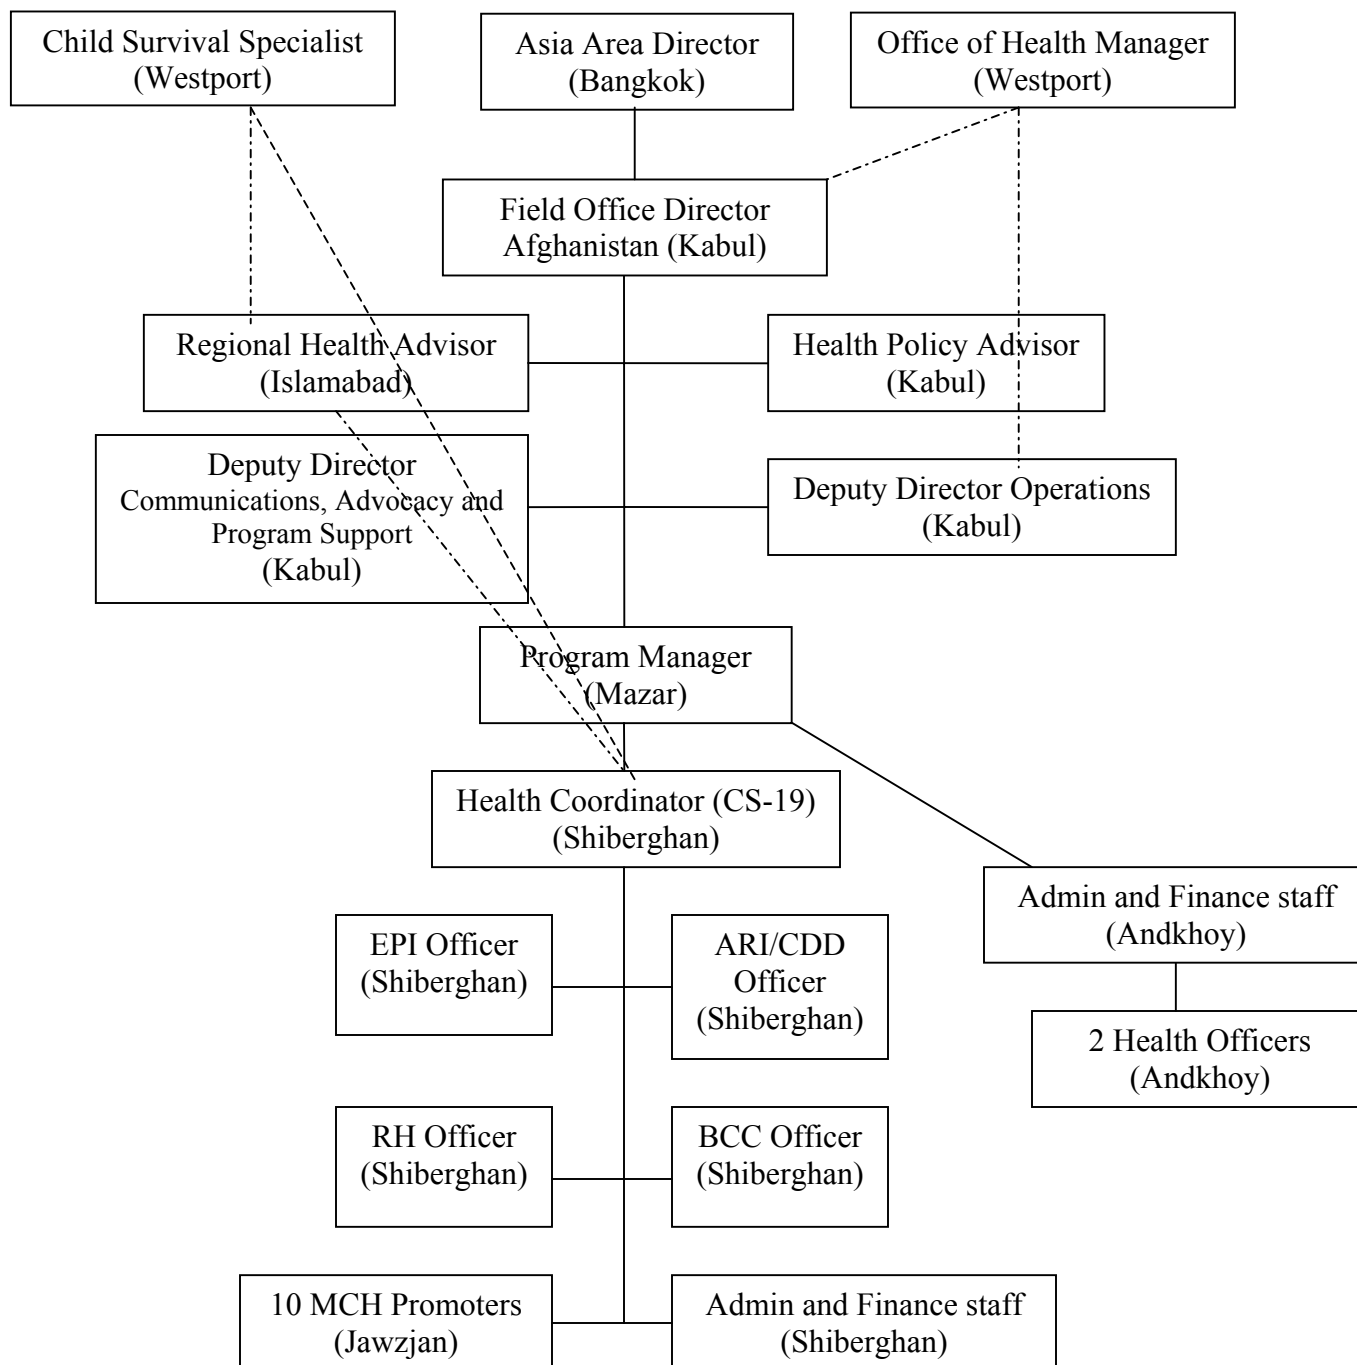 Child Survival Specialist
(Westport)
Asia Area Director
(Bangkok)
Office of Health Manager
(Westport)
Field Office Director
Afghanistan (Kabul)
Regional Health Advisor
(Islamabad)
Health Policy Advisor
(Kabul)
Deputy Director
Communications, Advocacy and
Program Support
(Kabul)
Deputy Director Operations
(Kabul)
Program Manager
(Mazar)
Health Coordinator (CS-19)
(Shiberghan)
Admin and Finance staff
(Andkhoy)
EPI Officer
(Shiberghan)
ARI/CDD
Officer
(Shiberghan)
2 Health Officers
(Andkhoy)
RH Officer
(Shiberghan)
BCC Officer
(Shiberghan)
10 MCH Promoters
(Jawzjan)
Admin and Finance staff
(Shiberghan)